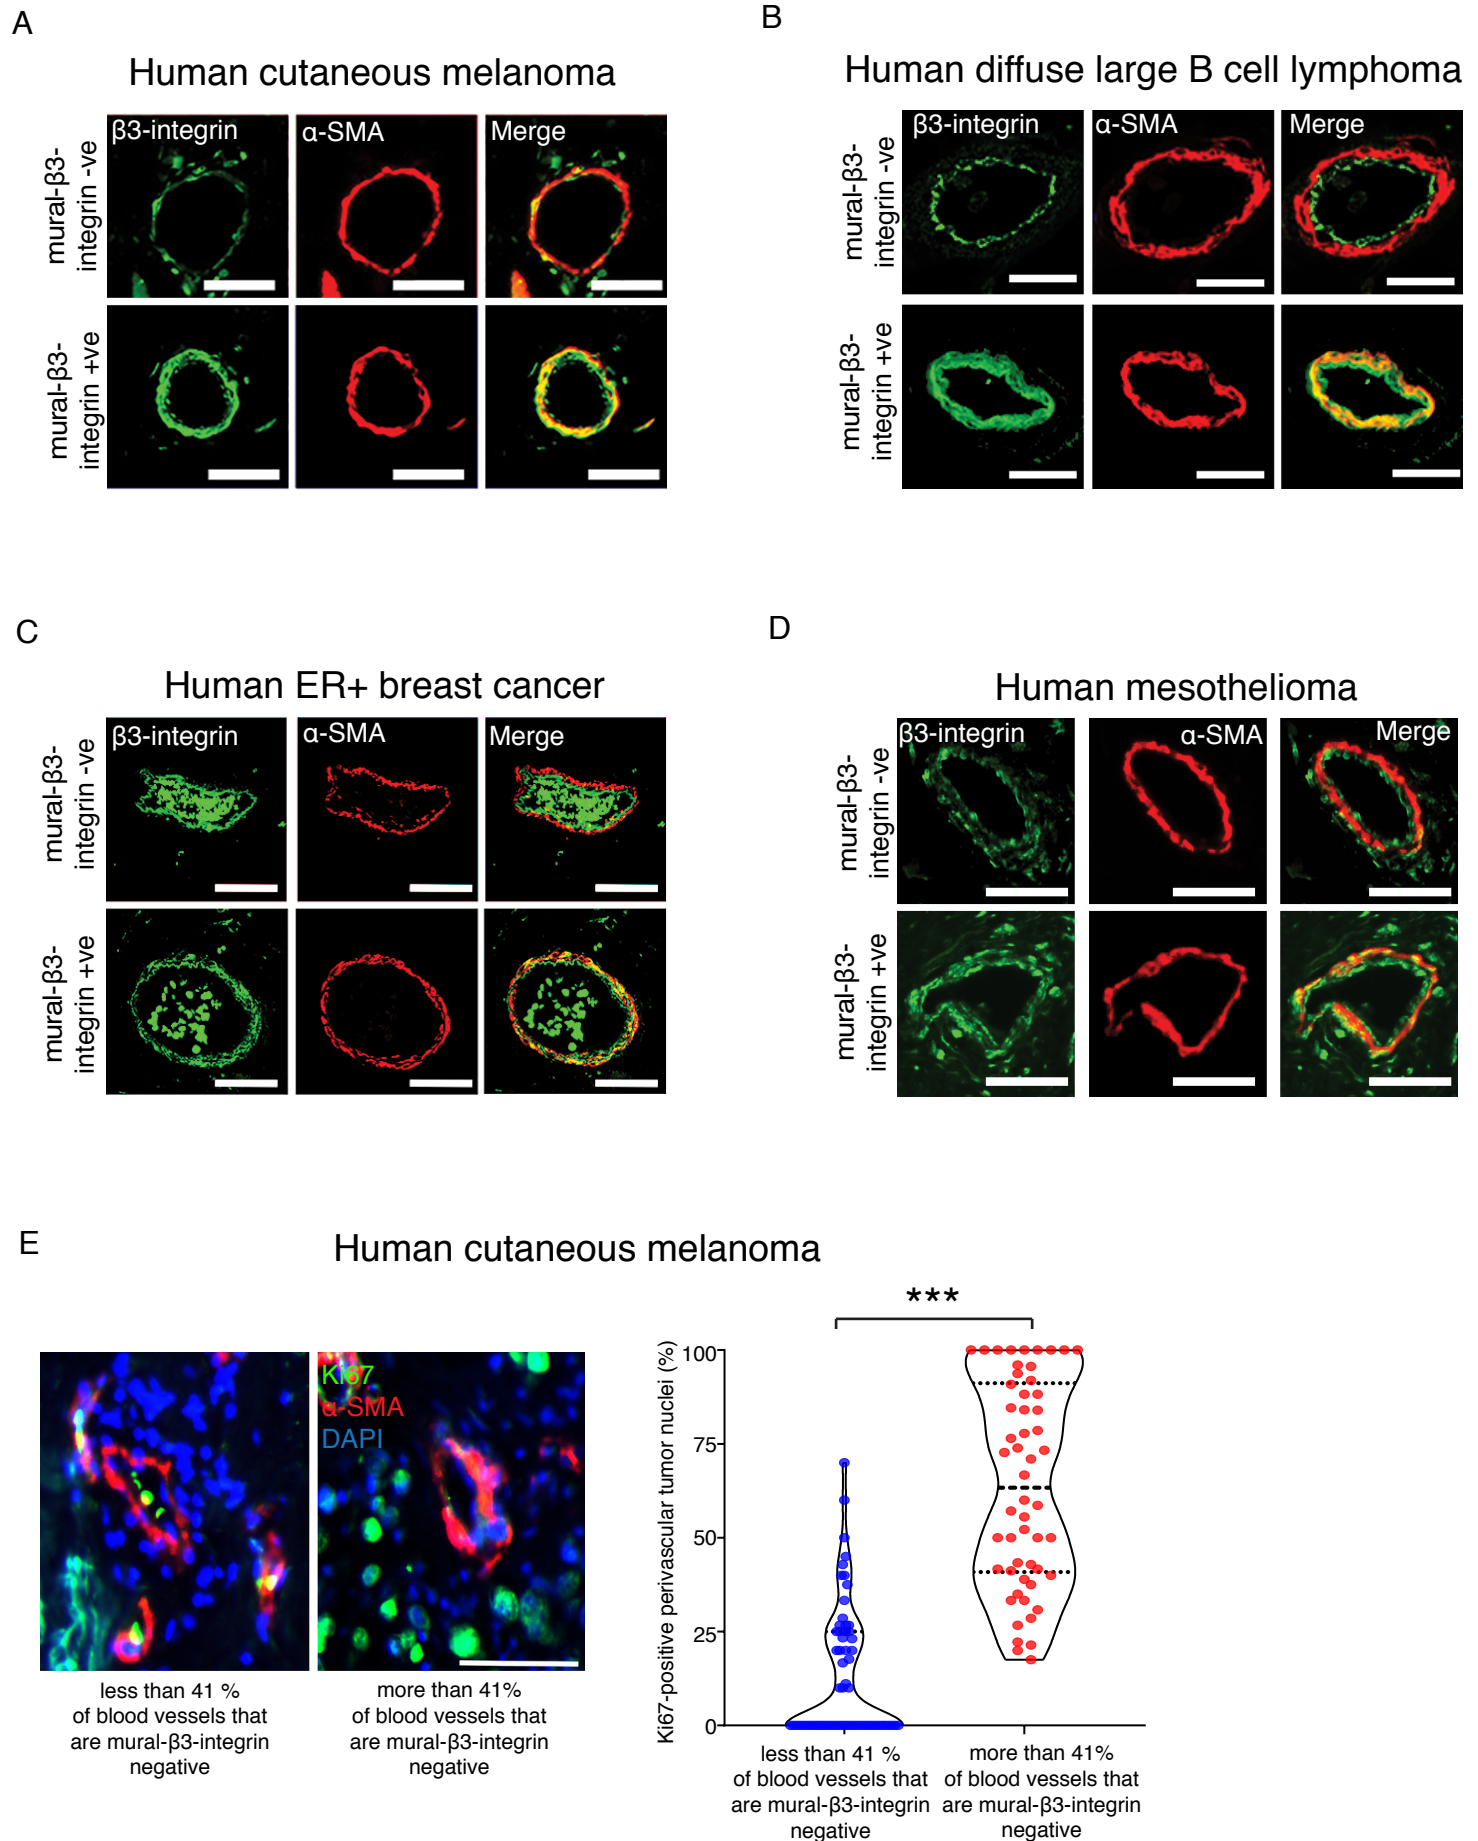 A
Human cutaneous melanoma
mural-β3-
integrin -ve
β3-integrin
α-SMA
Merge
mural-β3-
integrin +ve
B
Human diffuse large B cell lymphoma
mural-β3-
integrin -ve
β3-integrin
α-SMA
Merge
mural-β3-
integrin +ve
C
Human ER+ breast cancer
mural-β3-
integrin -ve
β3-integrin
α-SMA
Merge
mural-β3-
integrin +ve
D
Human mesothelioma
mural-β3-
integrin -ve
β3-integrin
α-SMA
Merge
mural-β3-
integrin +ve
E
Human cutaneous melanoma
Ki67
α-SMA
DAPI
less than 41 %
of blood vessels that
are mural-β3-integrin
negative
more than 41%
of blood vessels that
are mural-β3-integrin
negative
***
Ki67-positive perivascular tumor nuclei (%)
100
75
50
25
0
less than 41 %
of blood vessels that
are mural-β3-integrin
negative
more than 41%
of blood vessels that
are mural-β3-integrin
negative